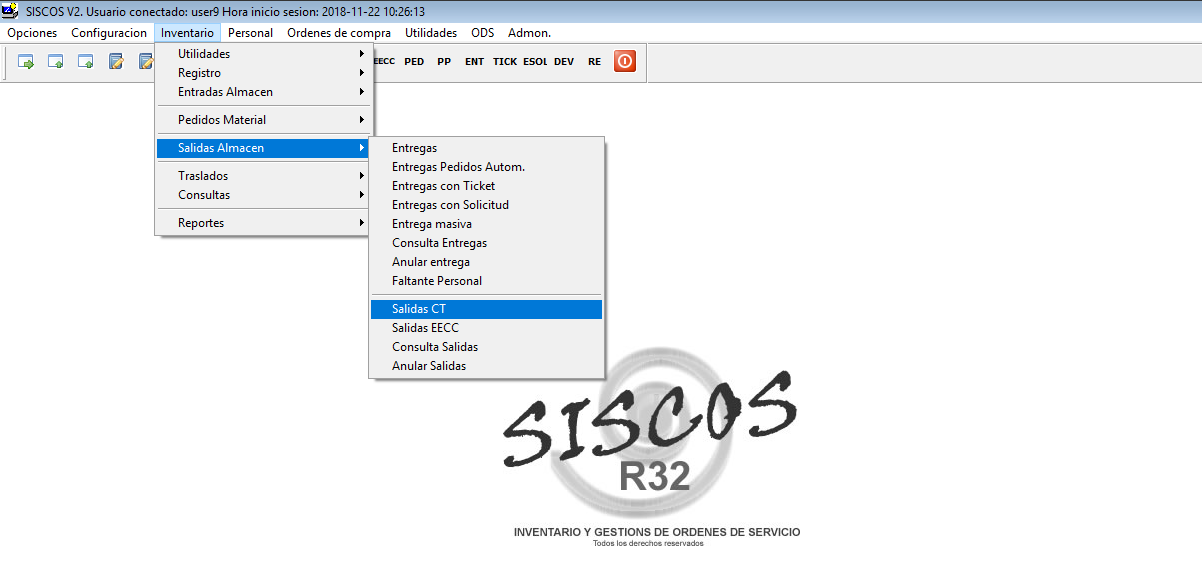 SISCOS V2. Usuario conectado: user9 Hora inicio sesion: 2018-11-22 10:26:13
Opciones Configuracion Inventario Personal Ordenes de compra Utilidades ODS Admon.
EECC PED PP ENT TICK ESOL DEV RE
Utilidades
Registro
Entradas Almacen
Pedidos Material
Salidas Almacen
Traslados
Consultas
Reportes
Entregas
Entregas Pedidos Autom.
Entregas con Ticket
Entregas con Solicitud
Entrega masiva
Consulta Entregas
Anular entrega
Faltante Personal
Salidas CT
Salidas EECC
Consulta Salidas
Anular Salidas
SISCOS
R32
INVENTARIO Y GESTIONS DE ORDENES DE SERVICIO
Todos los derechos reservados